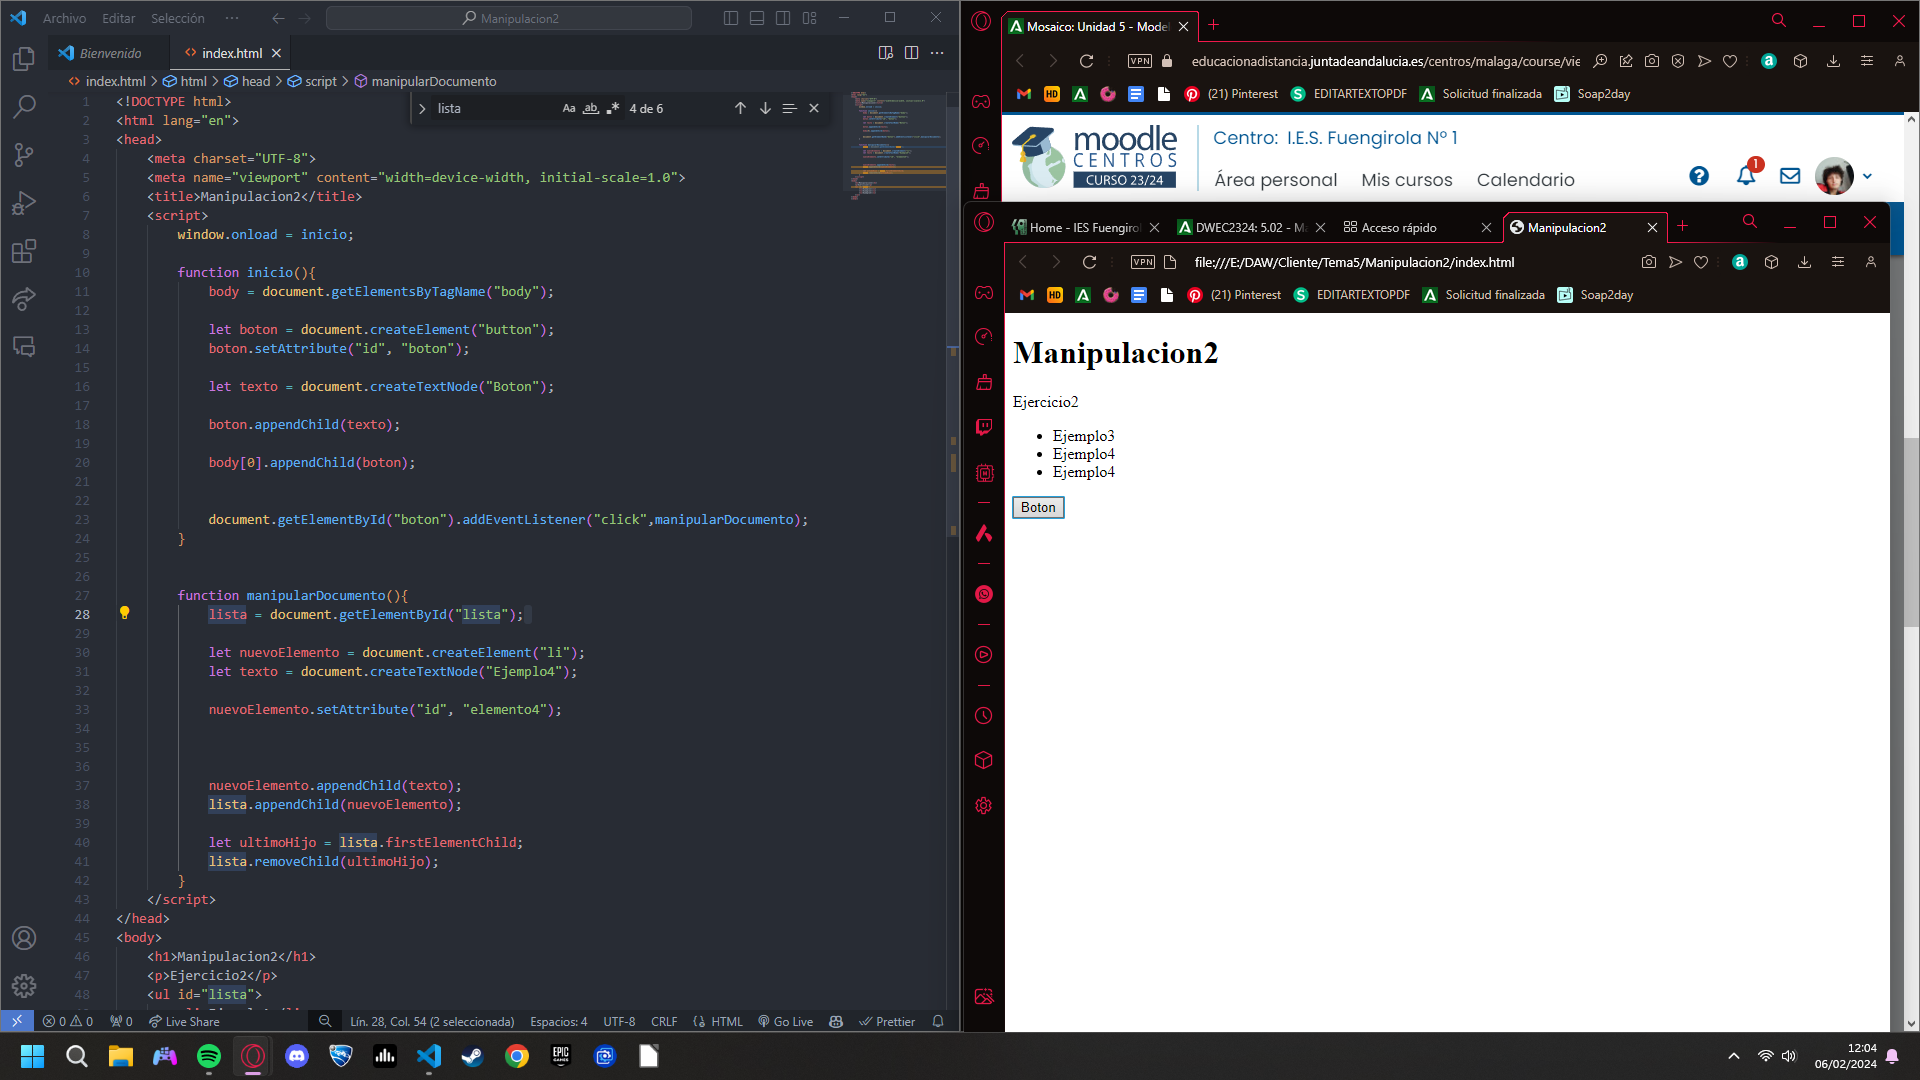 Archivo Editar Selección ··· Manipulacion2
Bienvenido index.html
index.html > html > head > script > manipularDocumento
lista Aa ab 4 de 6
1 <!DOCTYPE html>
2 <html lang="en">
3 <head>
4 <meta charset="UTF-8">
5 <meta name="viewport" content="width=device-width, initial-scale=1.0">
6 <title>Manipulacion2</title>
7 <script>
8 window.onload = inicio;
9
10 function inicio(){
11 body = document.getElementsByTagName("body");
12
13 let boton = document.createElement("button");
14 boton.setAttribute("id", "boton");
15
16 let texto = document.createTextNode("Boton");
17
18 boton.appendChild(texto);
19
20 body[0].appendChild(boton);
21
22
23 document.getElementById("boton").addEventListener("click",manipularDocumento);
24 }
25
26
27 function manipularDocumento(){
28 lista = document.getElementById("lista");
29
30 let nuevoElemento = document.createElement("li");
31 let texto = document.createTextNode("Ejemplo4");
32
33 nuevoElemento.setAttribute("id", "elemento4");
34
35
36
37 nuevoElemento.appendChild(texto);
38 lista.appendChild(nuevoElemento);
39
40 let ultimoHijo = lista.firstElementChild;
41 lista.removeChild(ultimoHijo);
42 }
43 </script>
44 </head>
45 <body>
46 <h1>Manipulacion2</h1>
47 <p>Ejercicio2</p>
48 <ul id="lista">
0 0 0 Live Share Lín. 28, Col. 54 (2 seleccionada) Espacios: 4 UTF-8 CRLF HTML Go Live Prettier
Mosaico: Unidad 5 - Model
VPN educacionadistancia.juntadeandalucia.es/centros/malaga/course/vie
HD (21) Pinterest EDITARTEXTOPDF Solicitud finalizada Soap2day
moodle
CENTROS
CURSO 23/24
Centro: I.E.S. Fuengirola Nº 1
Área personal Mis cursos Calendario
1
Home - IES Fuengirol DWEC2324: 5.02 - Ma Acceso rápido Manipulacion2
VPN file:///E:/DAW/Cliente/Tema5/Manipulacion2/index.html
HD (21) Pinterest EDITARTEXTOPDF Solicitud finalizada Soap2day
Manipulacion2
Ejercicio2
• Ejemplo3
• Ejemplo4
• Ejemplo4
Boton
EPIC GAMES
12:04
06/02/2024